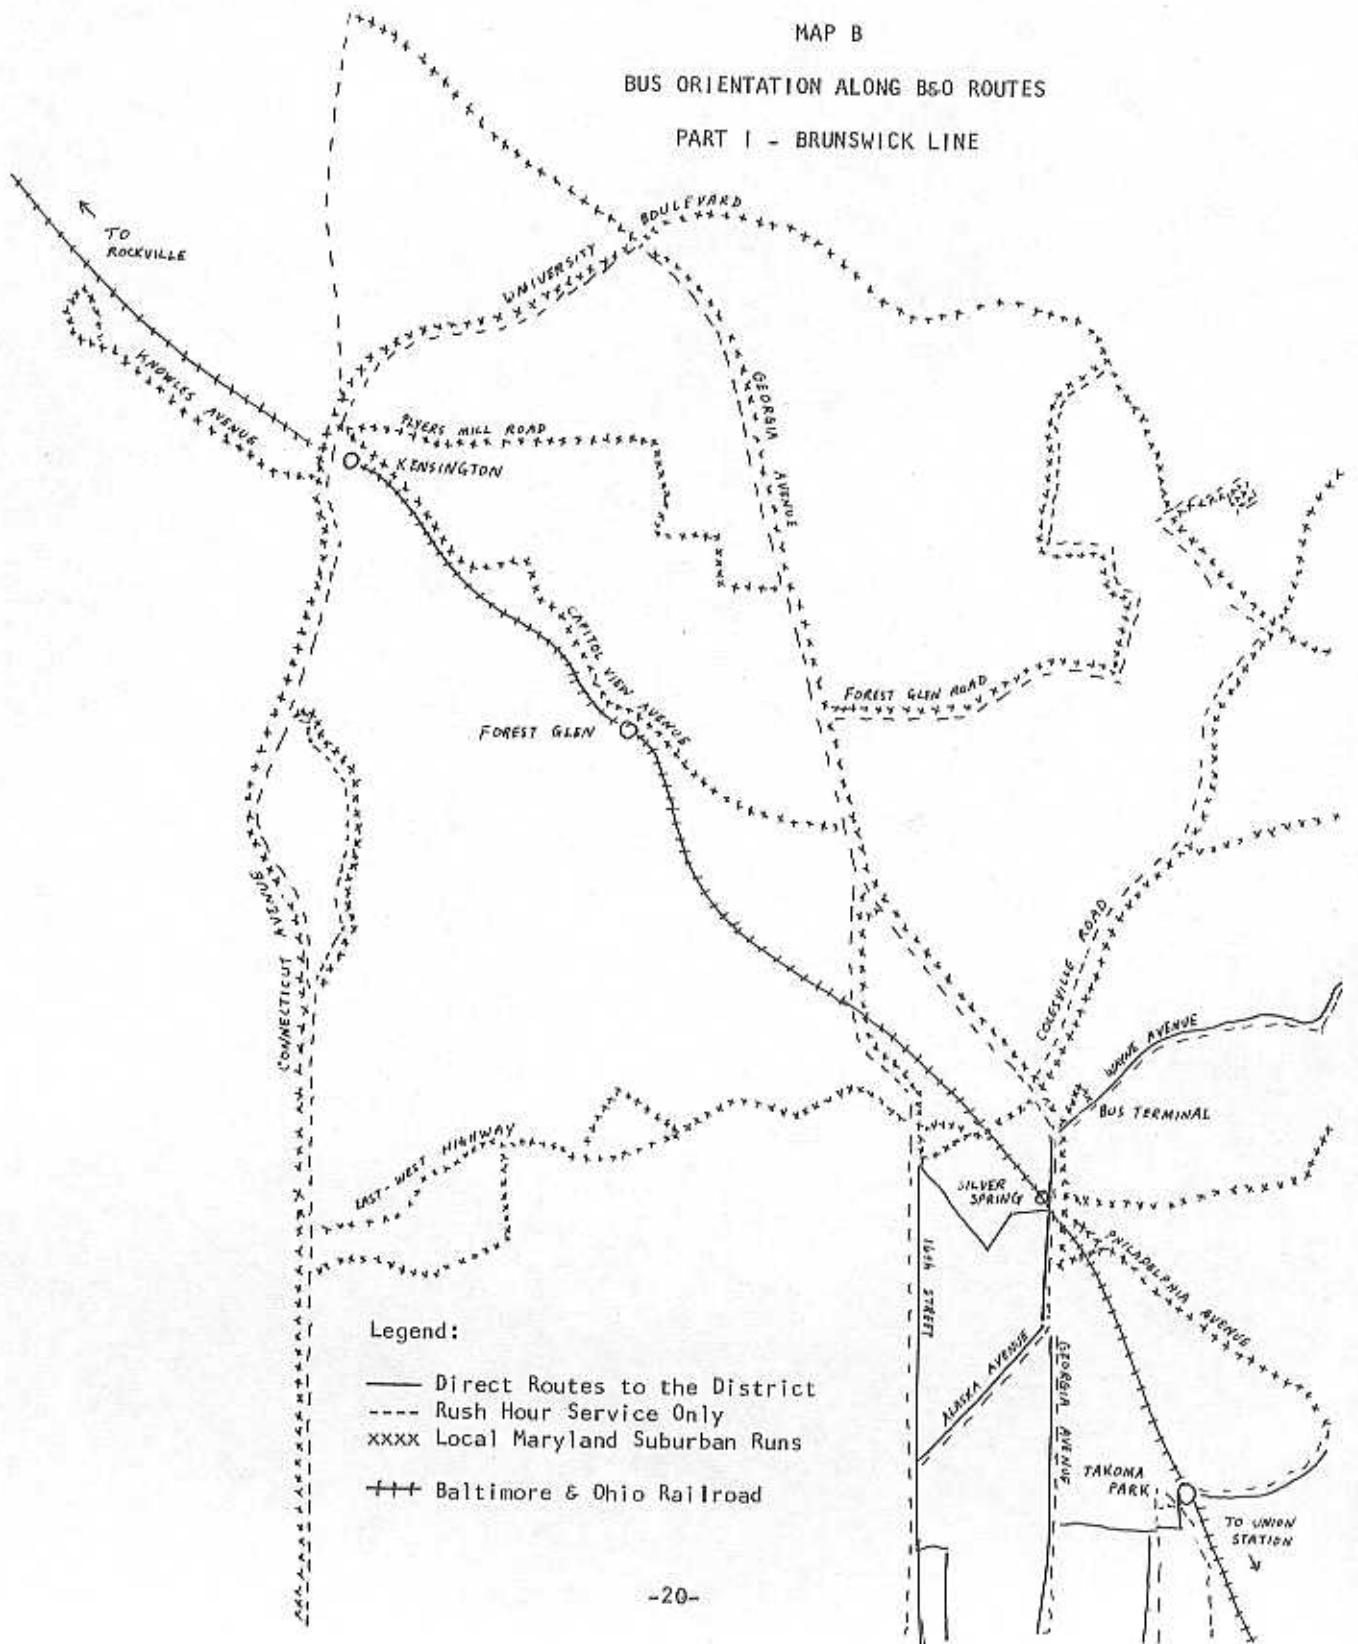 MAP B
BUS ORIENTATION ALONG B&O ROUTES
PART I - BRUNSWICK LINE
TO
ROCKVILLE
BOULEVARD
UNIVERSITY
KNOWLES AVENUE
GEORGIA AVENUE
PLYERS MILL ROAD
KENSINGTON
CAPITOL VIEW AVENUE
FOREST GLEN ROAD
FOREST GLEN
CONNECTICUT AVENUE
COLESVILLE ROAD
WAYNE AVENUE
BUS TERMINAL
EAST-WEST HIGHWAY
SILVER
SPRING
PHILADELPHIA AVENUE
16th STREET
ALASKA AVENUE
GEORGIA AVENUE
TAKOMA
PARK
TO UNION
STATION
Legend:
Direct Routes to the District
---- Rush Hour Service Only
xxxx Local Maryland Suburban Runs
Baltimore & Ohio Railroad
-20-